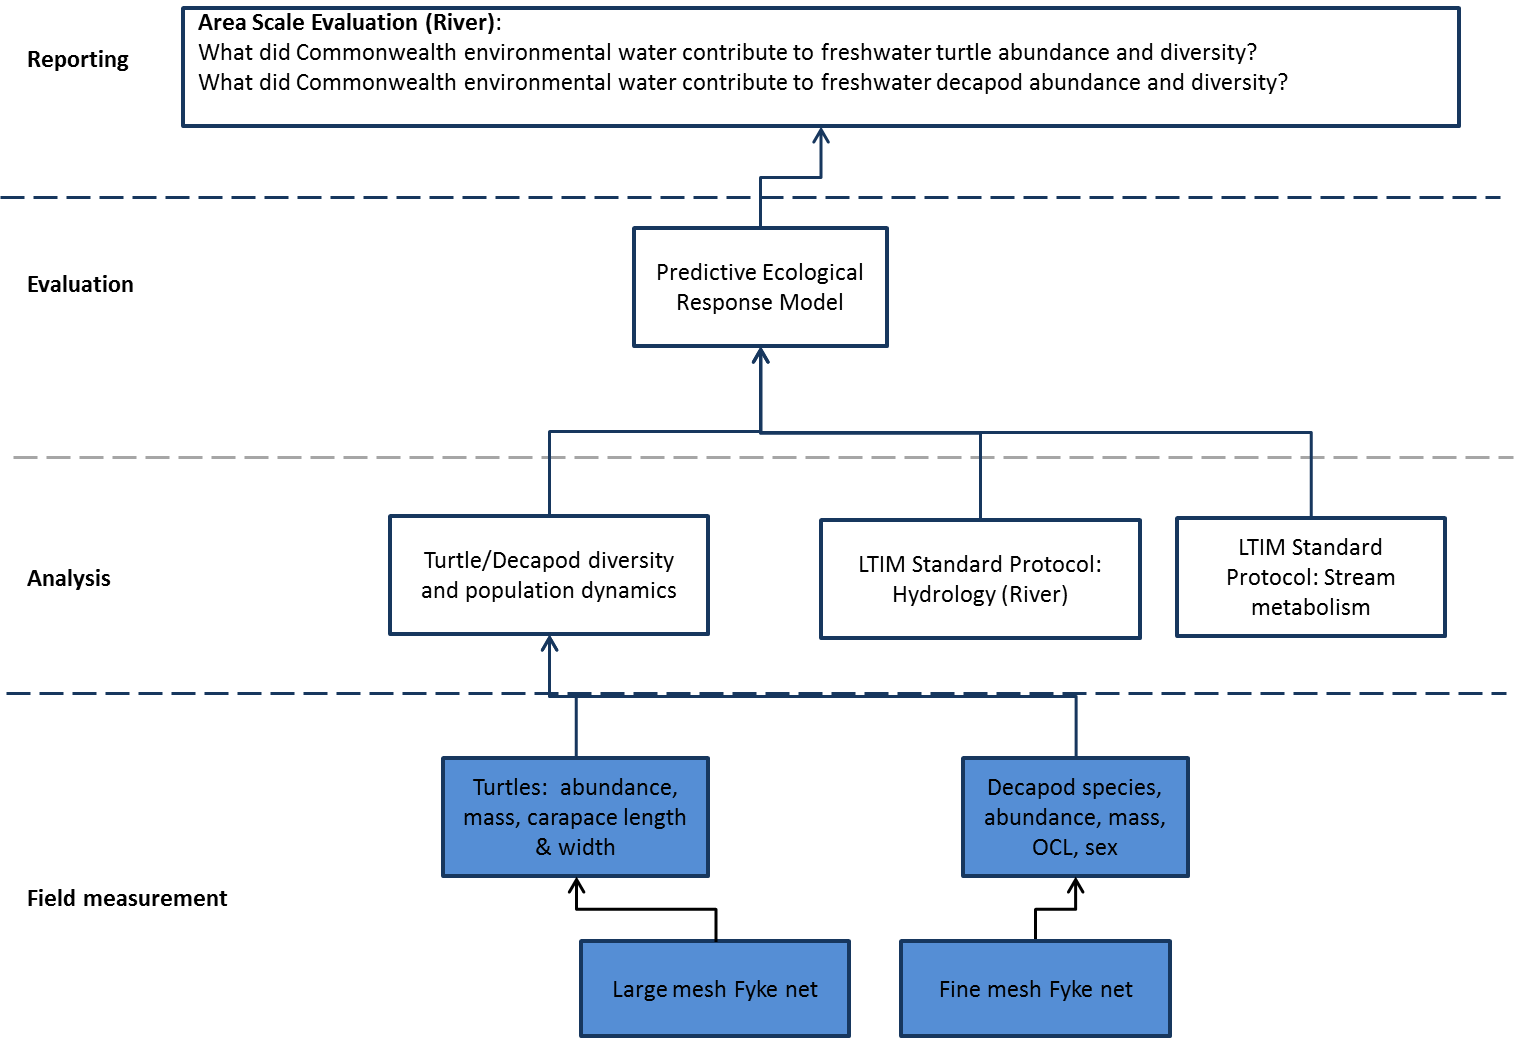 Reporting
Area Scale Evaluation (River):
What did Commonwealth environmental water contribute to freshwater turtle abundance and diversity?
What did Commonwealth environmental water contribute to freshwater decapod abundance and diversity?
Evaluation
Predictive Ecological
Response Model
Analysis
Turtle/Decapod diversity
and population dynamics
LTIM Standard Protocol:
Hydrology (River)
LTIM Standard
Protocol: Stream
metabolism
Field measurement
Turtles:  abundance,
mass, carapace length
& width
Decapod species,
abundance, mass,
OCL, sex
Large mesh Fyke net
Fine mesh Fyke net